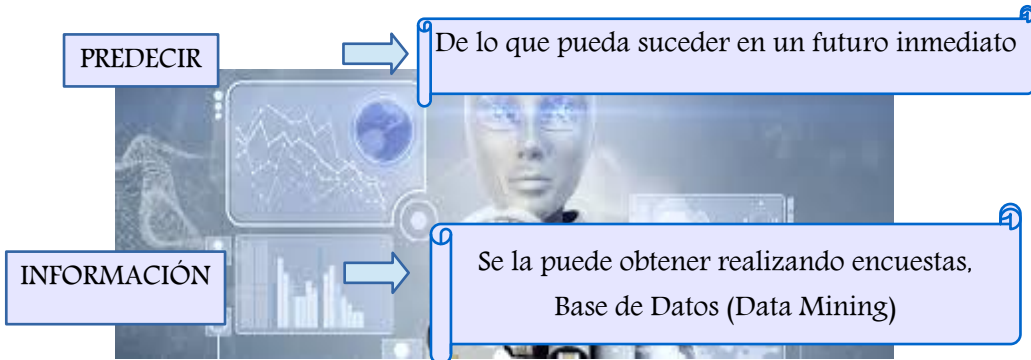 PREDECIR
De lo que pueda suceder en un futuro inmediato
INFORMACIÓN
Se la puede obtener realizando encuestas,
Base de Datos (Data Mining)